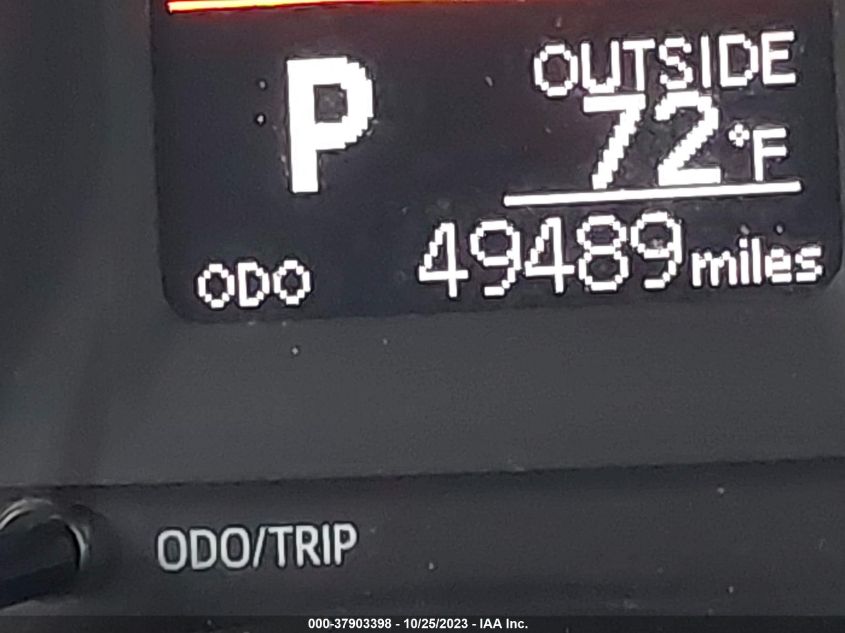 P
OUTSIDE
72°F
ODO 49489 miles
ODO/TRIP
000-37903398 - 10/25/2023 - IAA Inc.